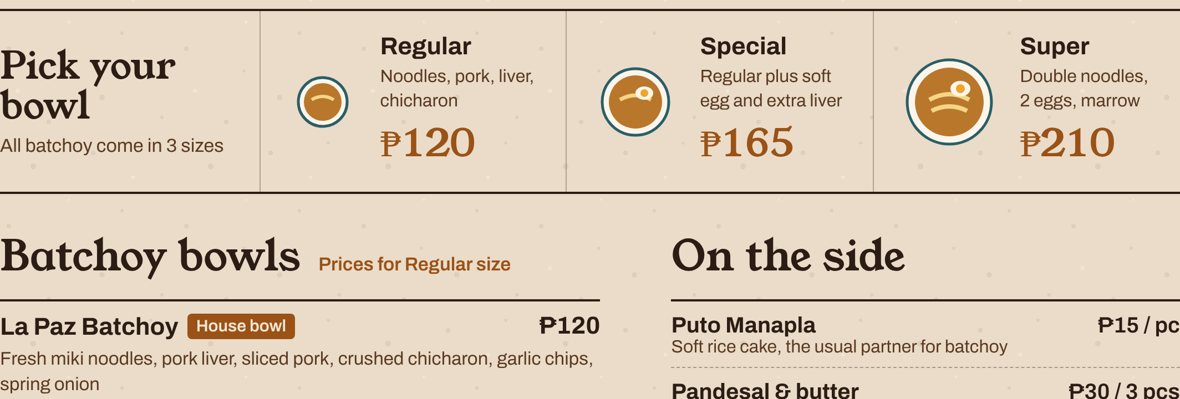 Pick your
bowl
All batchoy come in 3 sizes
Regular
Noodles, pork, liver,
chicharon
₱120
Special
Regular plus soft
egg and extra liver
₱165
Super
Double noodles,
2 eggs, marrow
₱210
Batchoy bowls Prices for Regular size
La Paz Batchoy House bowl ₱120
Fresh miki noodles, pork liver, sliced pork, crushed chicharon, garlic chips,
spring onion
On the side
Puto Manapla ₱15 / pc
Soft rice cake, the usual partner for batchoy
Pandesal & butter ₱30 / 3 pcs